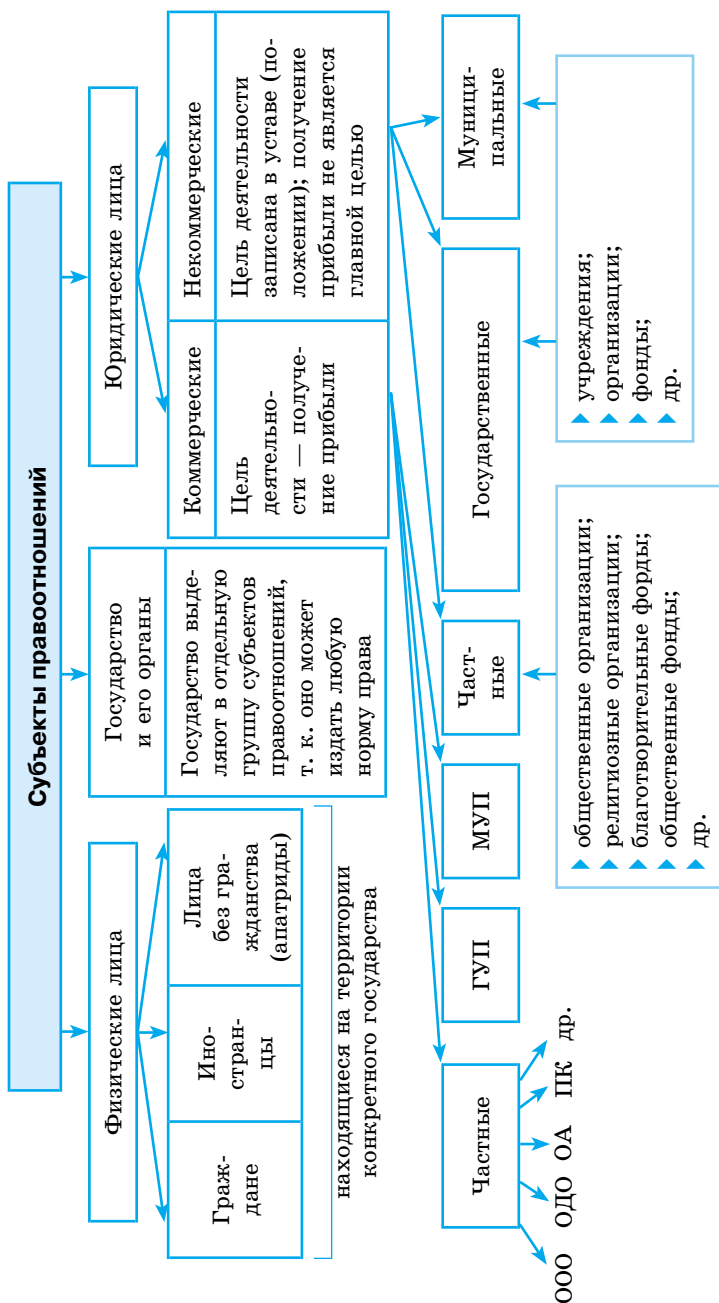 Субъекты правоотношений
Физические лица
Граж-
дане
Ино-
стран-
цы
Лица
без гра-
жданства
(апатриды)
находящиеся на территории
конкретного государства
Государство
и его органы
Государство выде-
ляют в отдельную
группу субъектов
правоотношений,
т. к. оно может
издать любую
норму права
Юридические лица
Коммерческие
Цель
деятельно-
сти — получе-
ние прибыли
Некоммерческие
Цель деятельности
записана в уставе (по-
ложении); получение
прибыли не является
главной целью
Частные
ГУП
МУП
Част-
ные
Государственные
Муници-
пальные
ООО ОДО ОА ПК др.
общественные организации;
религиозные организации;
благотворительные форды;
общественные фонды;
др.
учреждения;
организации;
фонды;
др.